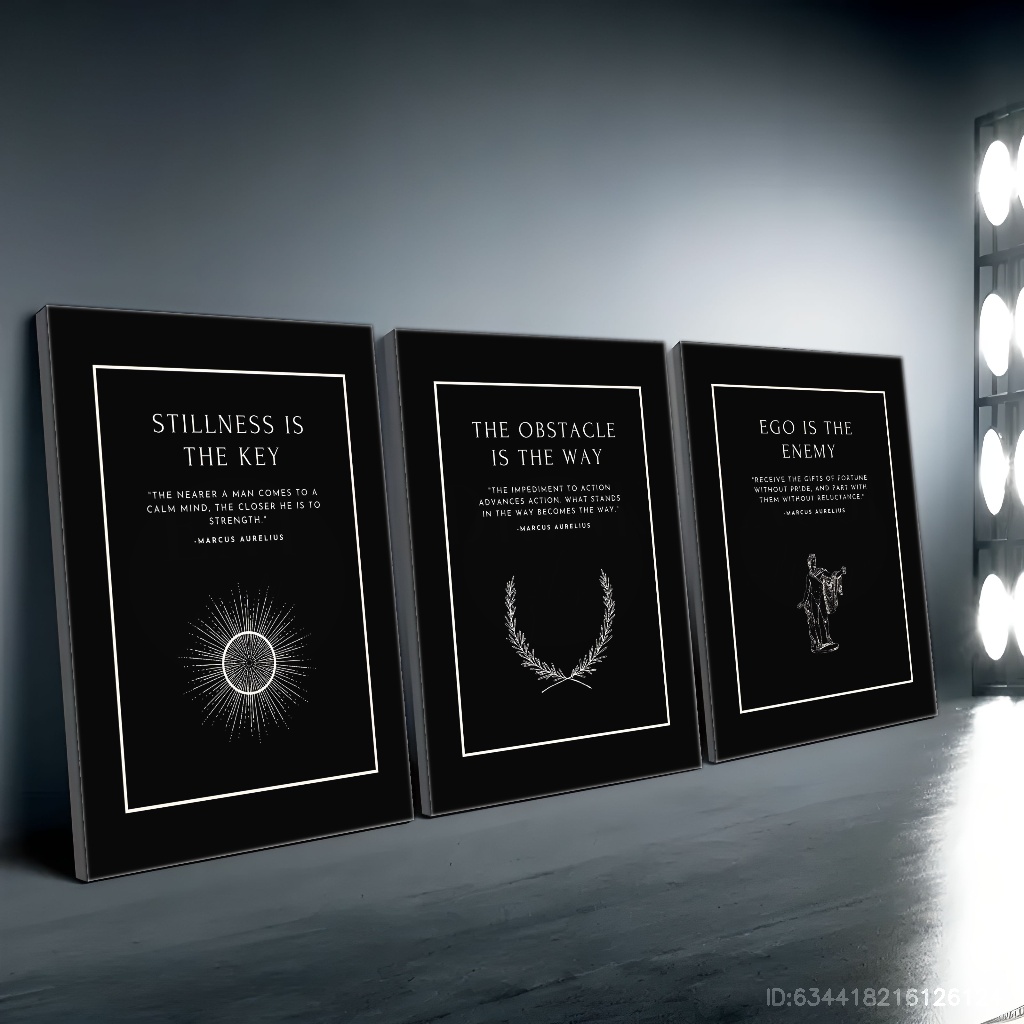 STILLNESS IS
THE KEY
"THE NEARER A MAN COMES TO A
CALM MIND, THE CLOSER HE IS TO
STRENGTH."
-MARCUS AURELIUS
THE OBSTACLE
IS THE WAY
"THE IMPEDIMENT TO ACTION
ADVANCES ACTION. WHAT STANDS
IN THE WAY BECOMES THE WAY."
-MARCUS AURELIUS
EGO IS THE
ENEMY
"RECEIVE THE GIFTS OF FORTUNE
WITHOUT PRIDE, AND PART WITH
THEM WITHOUT RELUCTANCE."
-MARCUS AURELIUS